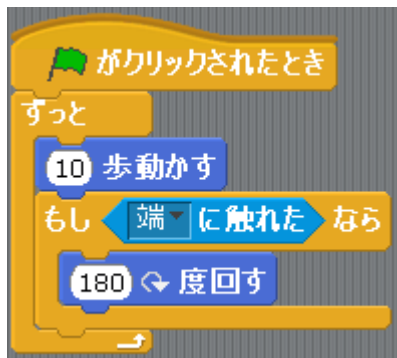 がクリックされたとき
ずっと
10 歩動かす
もし 端 に触れた なら
180 度回す